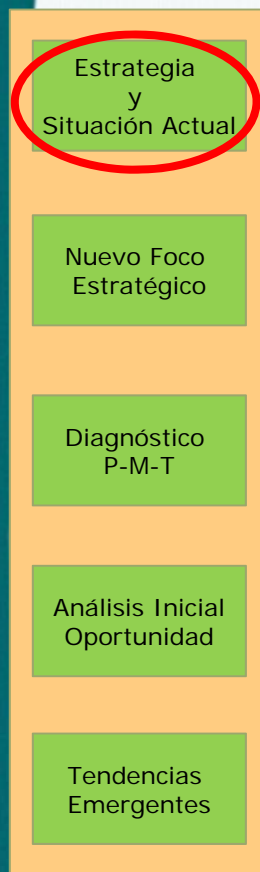 Estrategia
y
Situación Actual
Nuevo Foco
Estratégico
Diagnóstico
P-M-T
Análisis Inicial
Oportunidad
Tendencias
Emergentes